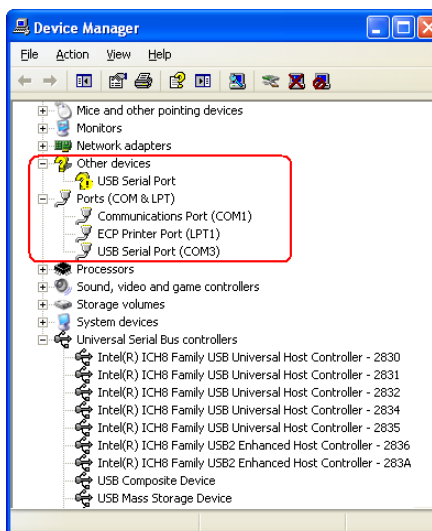 Device Manager
File Action View Help
Mice and other pointing devices
Monitors
Network adapters
Other devices
USB Serial Port
Ports (COM & LPT)
Communications Port (COM1)
ECP Printer Port (LPT1)
USB Serial Port (COM3)
Processors
Sound, video and game controllers
Storage volumes
System devices
Universal Serial Bus controllers
Intel(R) ICH8 Family USB Universal Host Controller - 2830
Intel(R) ICH8 Family USB Universal Host Controller - 2831
Intel(R) ICH8 Family USB Universal Host Controller - 2832
Intel(R) ICH8 Family USB Universal Host Controller - 2834
Intel(R) ICH8 Family USB Universal Host Controller - 2835
Intel(R) ICH8 Family USB2 Enhanced Host Controller - 2836
Intel(R) ICH8 Family USB2 Enhanced Host Controller - 283A
USB Composite Device
USB Mass Storage Device